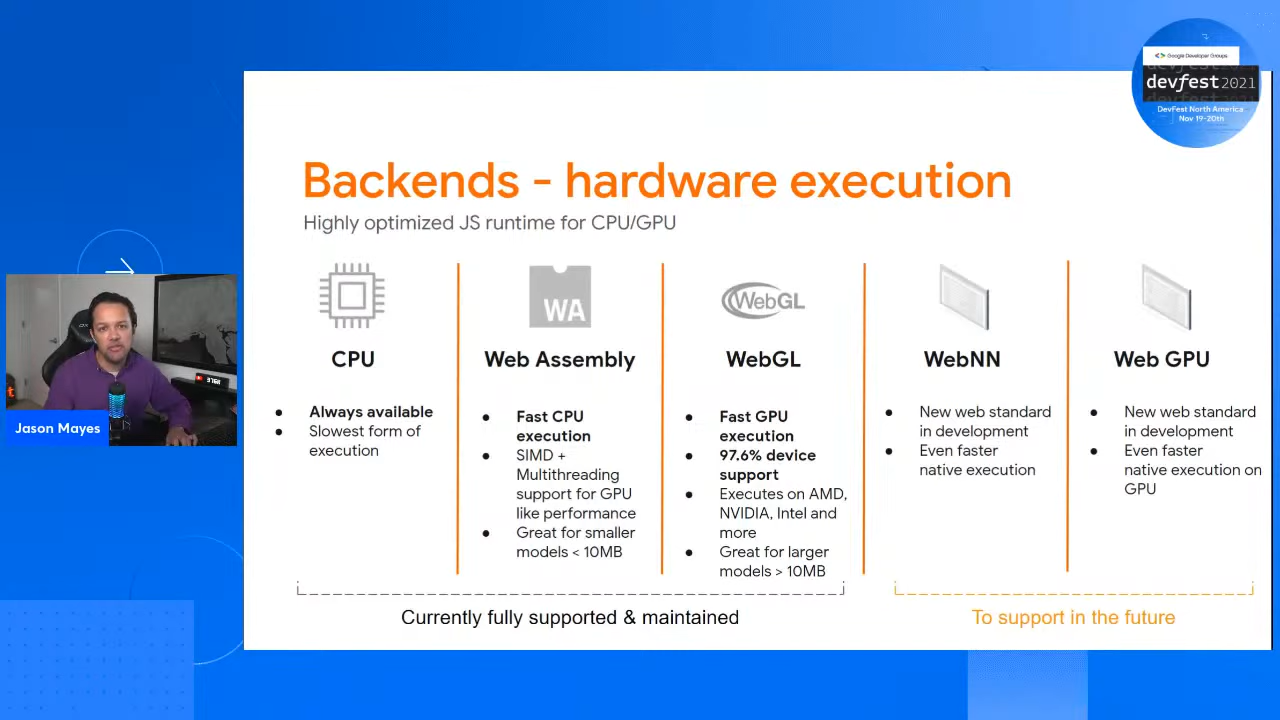 Google Developer Groups
devfest 2021
DevFest North America
Nov 19-20th
Backends - hardware execution
Highly optimized JS runtime for CPU/GPU
CPU
● Always available
● Slowest form of
execution
WA
Web Assembly
● Fast CPU
execution
● SIMD +
Multithreading
support for GPU
like performance
● Great for smaller
models < 10MB
WebGL
WebGL
● Fast GPU
execution
● 97.6% device
support
● Executes on AMD,
NVIDIA, Intel and
more
● Great for larger
models > 10MB
WebNN
● New web standard
in development
● Even faster
native execution
Web GPU
● New web standard
in development
● Even faster
native execution on
GPU
Currently fully supported & maintained
To support in the future
Jason Mayes